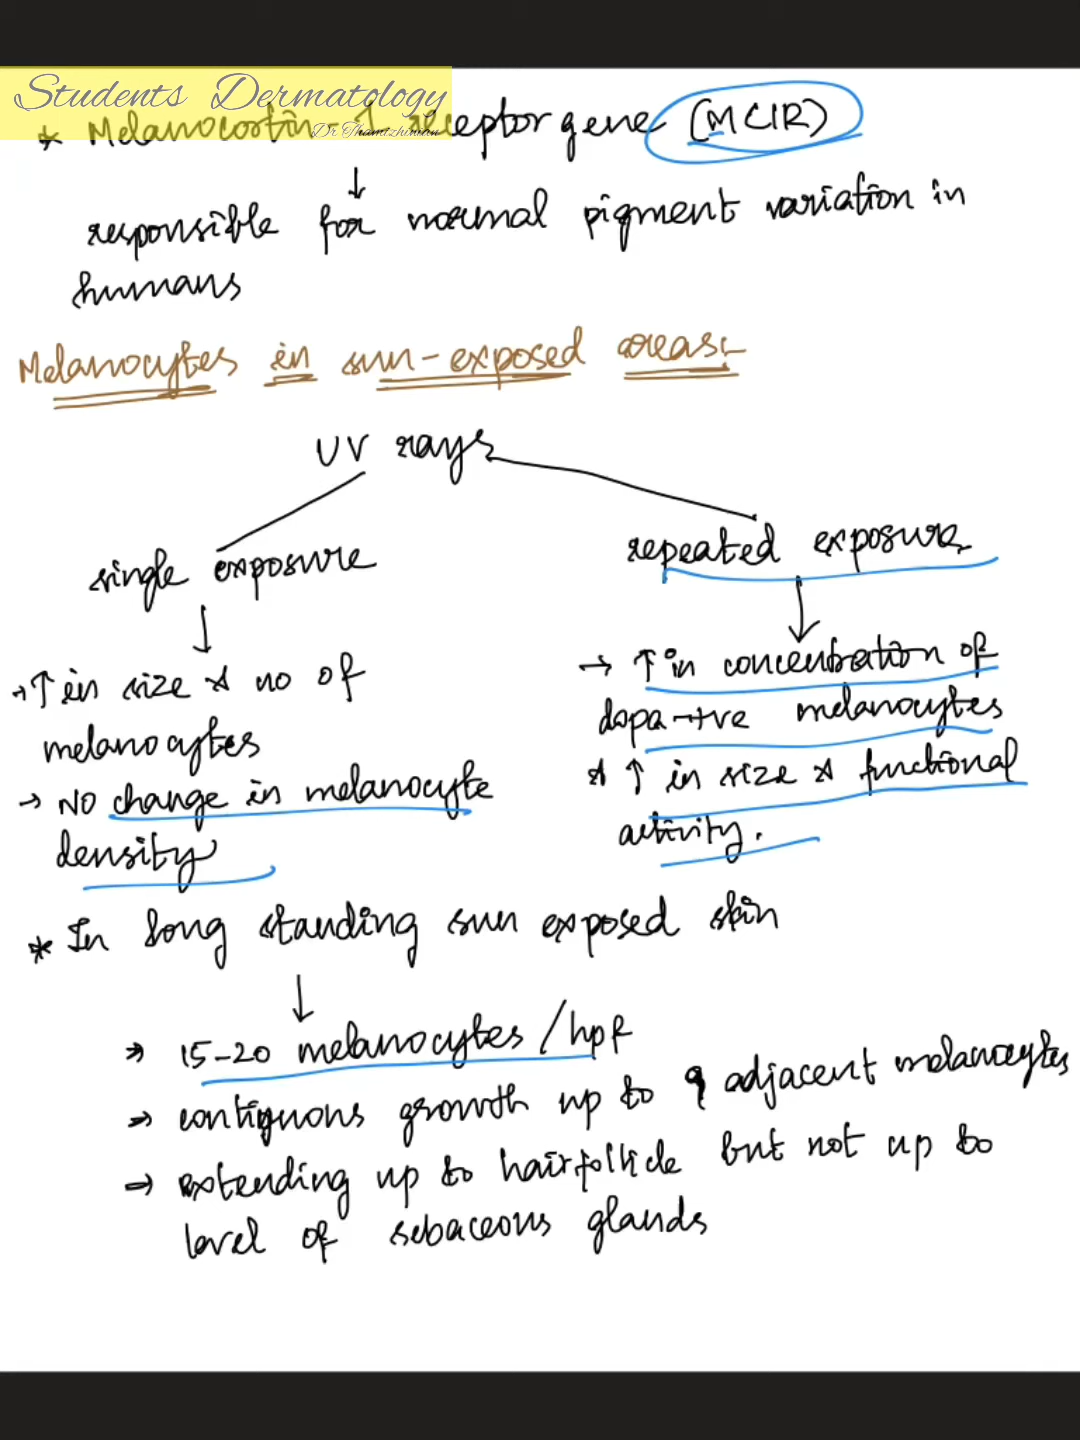 Students Dermatology
Dr Thamizhinian
* Melanocortin-1 receptor gene (MC1R)
↓
responsible for normal pigment variation in
humans
Melanocytes in sun-exposed areas:-
UV rays
single exposure
repeated exposure
↓
↓
→ ↑ in size & no of
melanocytes
→ NO change in melanocyte
density
→ ↑ in concentration of
dopa +ve melanocytes
& ↑ in size & functional
activity.
* In long standing sun exposed skin
↓
→ 15-20 melanocytes /hpf
→ contiguous growth up to 9 adjacent melanocytes
→ extending up to hair follicle but not up to
level of sebaceous glands